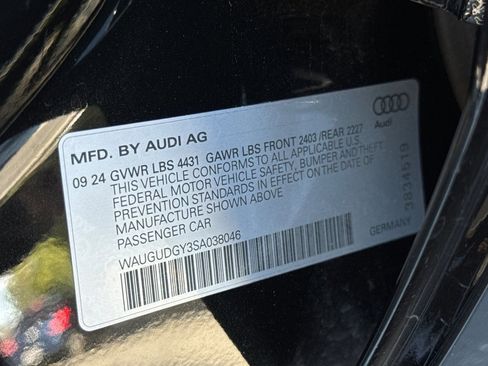 MFD. BY AUDI AG
Audi
09 24 GVWR LBS 4431 GAWR LBS FRONT 2403 /REAR 2227
THIS VEHICLE CONFORMS TO ALL APPLICABLE U.S.
FEDERAL MOTOR VEHICLE SAFETY, BUMPER AND THEFT
PREVENTION STANDARDS IN EFFECT ON THE DATE OF
MANUFACTURE SHOWN ABOVE
PASSENGER CAR
WAUGUDGY3SA038046
GERMANY
3834519